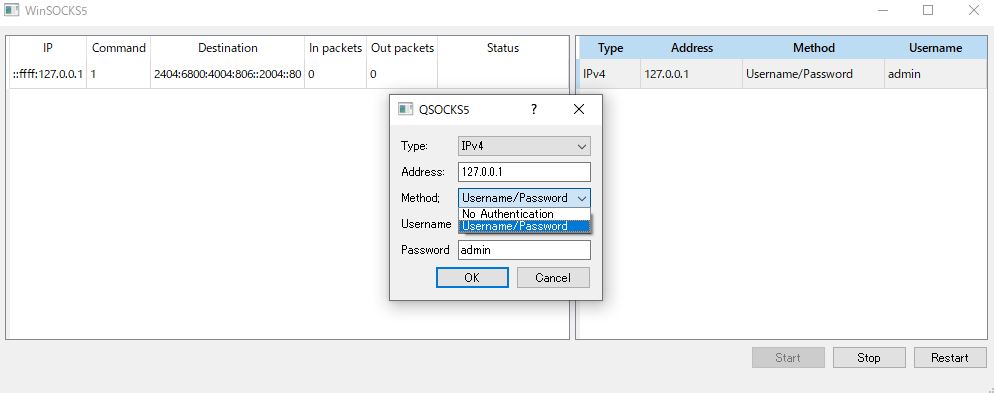 WinSOCKS5
IP Command Destination In packets Out packets Status
::ffff:127.0.0.1 1 2404:6800:4004:806::2004::80 0 0
Type Address Method Username
IPv4 127.0.0.1 Username/Password admin
QSOCKS5 ?
Type: IPv4
Address: 127.0.0.1
Method; Username/Password
No Authentication
Username/Password
Username
Password admin
OK Cancel
Start Stop Restart